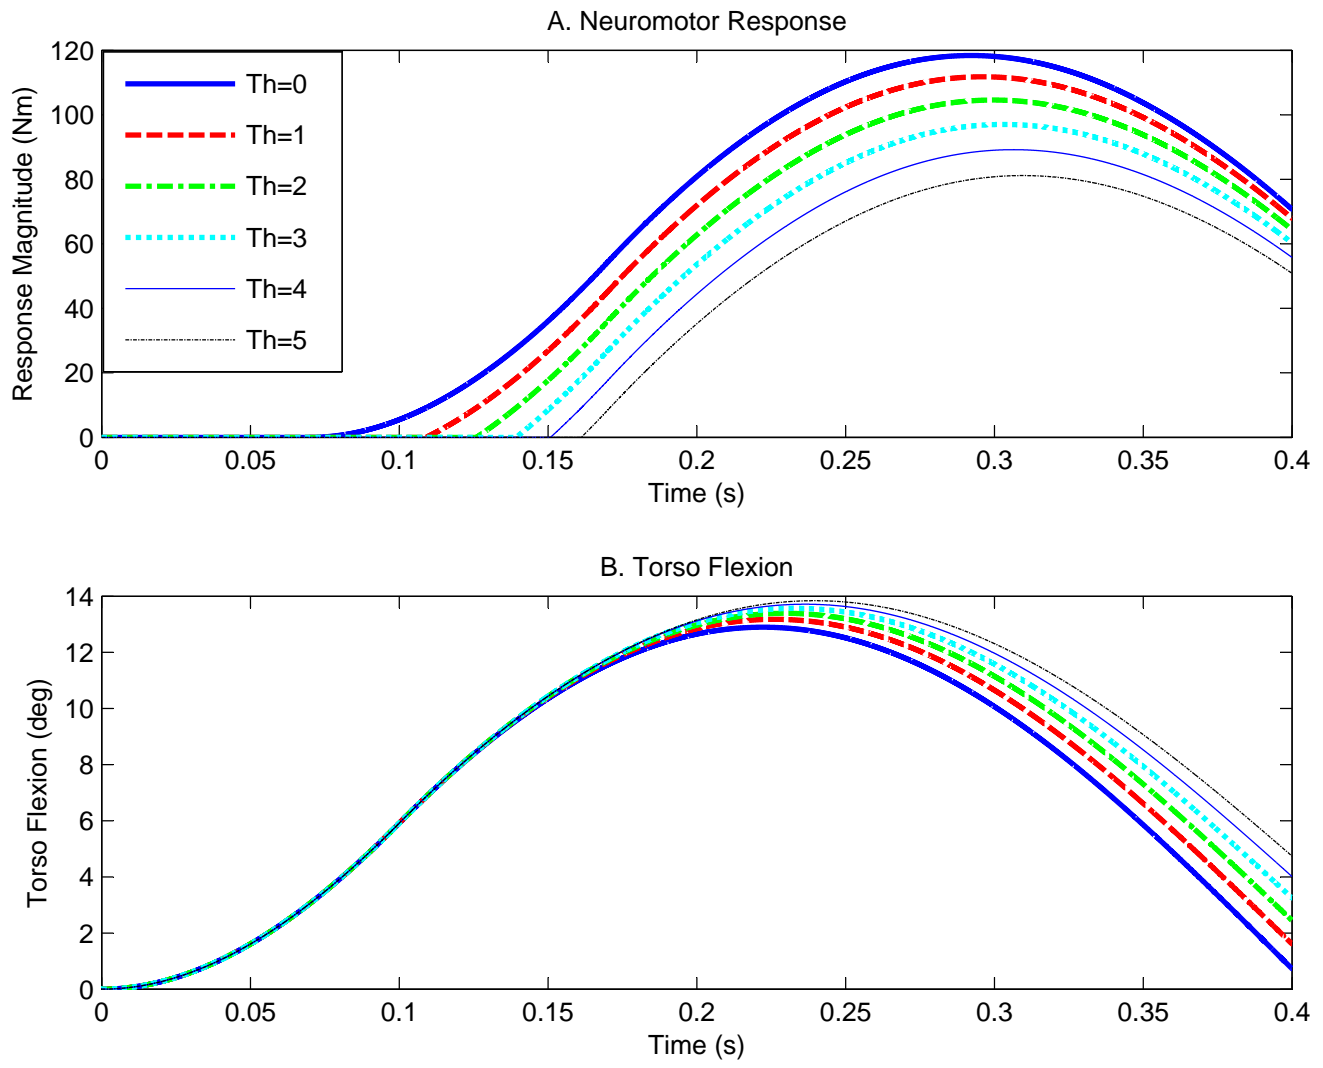 A. Neuromotor Response
Response Magnitude (Nm)
120
100
80
60
40
20
0
Th=0
Th=1
Th=2
Th=3
Th=4
Th=5
0 0.05 0.1 0.15 0.2 0.25 0.3 0.35 0.4
Time (s)
B. Torso Flexion
Torso Flexion (deg)
14
12
10
8
6
4
2
0
0 0.05 0.1 0.15 0.2 0.25 0.3 0.35 0.4
Time (s)